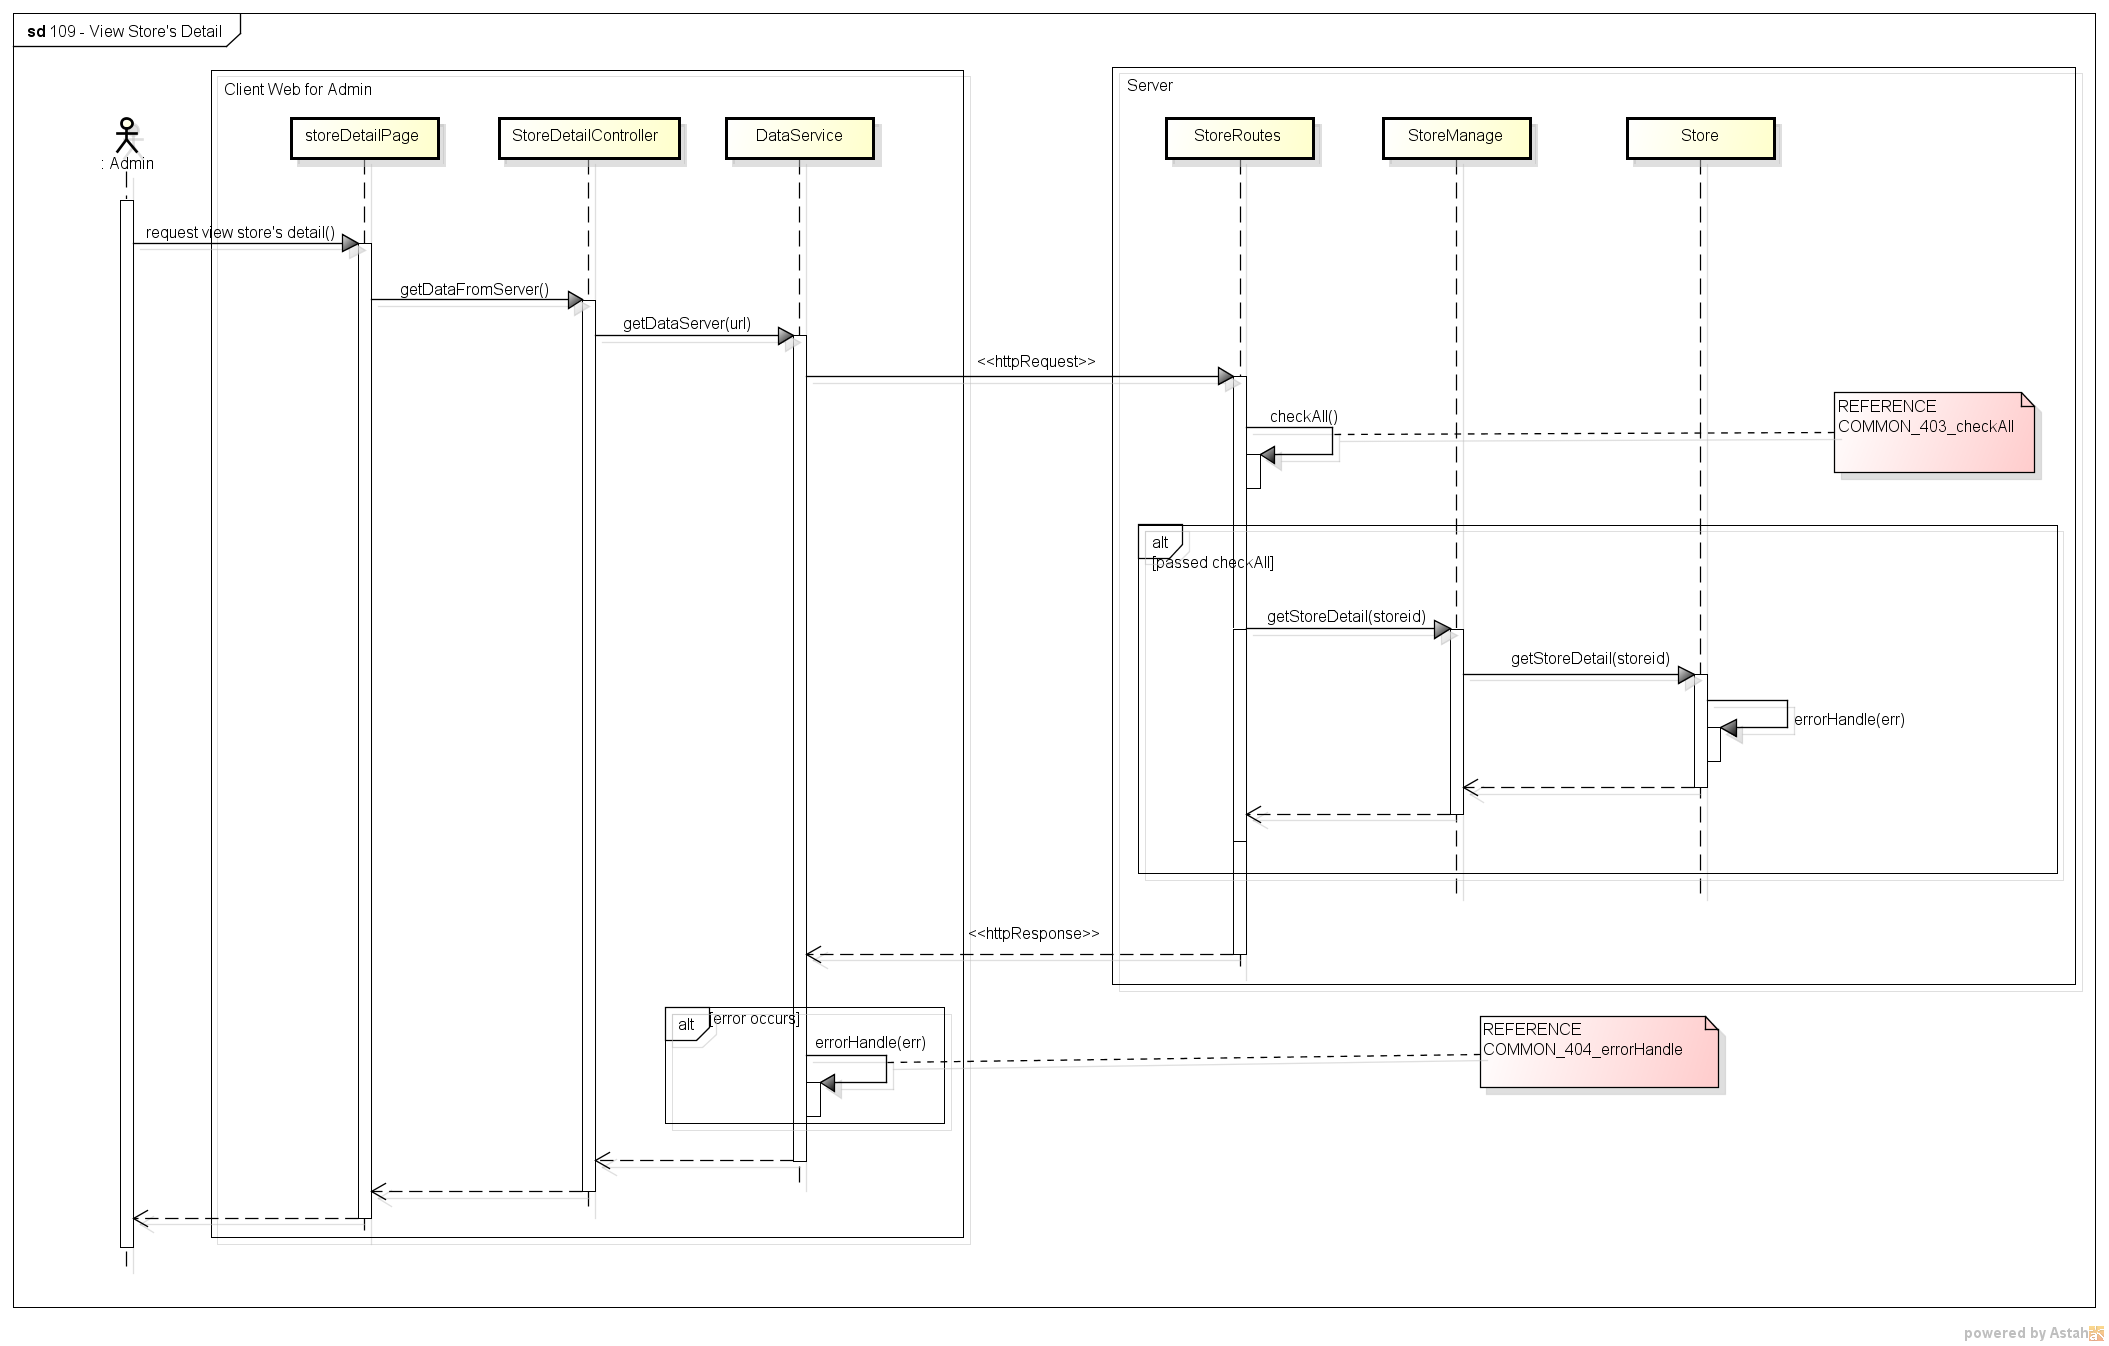 sd 109 - View Store's Detail
Client Web for Admin
Server
storeDetailPage
StoreDetailController
DataService
StoreRoutes
StoreManage
Store
: Admin
request view store's detail()
getDataFromServer()
getDataServer(url)
<<httpRequest>>
checkAll()
REFERENCE
COMMON_403_checkAll
alt
[passed checkAll]
getStoreDetail(storeid)
getStoreDetail(storeid)
errorHandle(err)
<<httpResponse>>
alt
[error occurs]
errorHandle(err)
REFERENCE
COMMON_404_errorHandle
powered by Astah